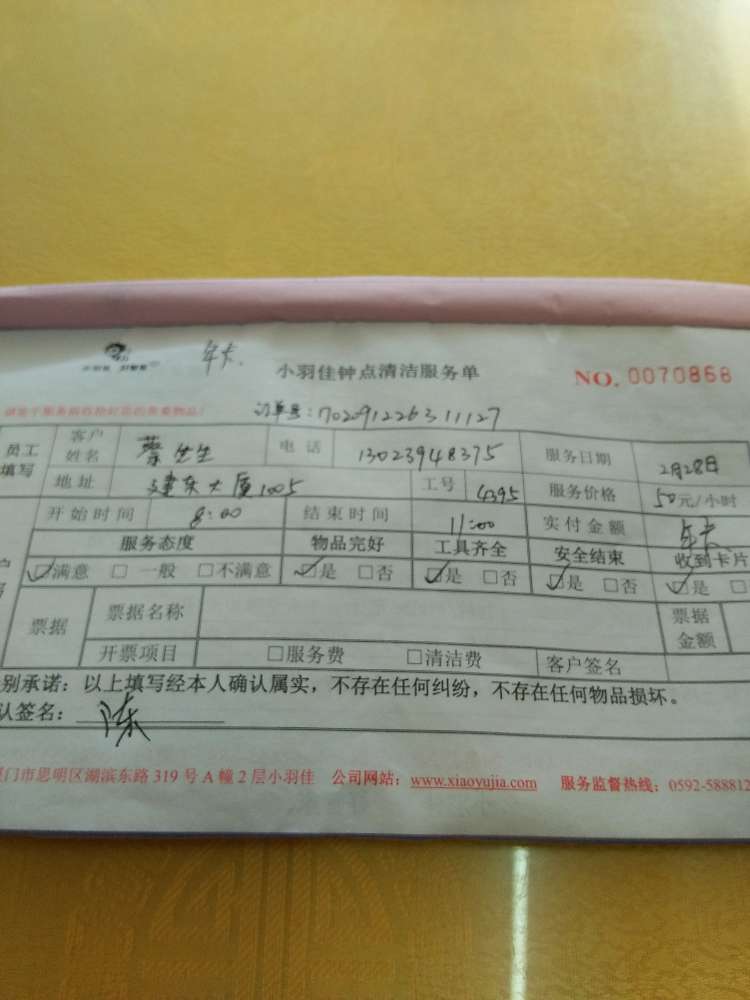 年卡.
小羽佳钟点清洁服务单
NO. 0070868
订单号:1702912263 11127
员工填写 客户姓名 蔡先生 电话 13023948375 服务日期 2月28日
地址 建东大厦1005 工号 4395 服务价格 50元/小时
开始时间 8:00 结束时间 11:00 实付金额 年卡
服务态度 物品完好 工具齐全 安全结束 收到卡片
☑满意 □一般 □不满意 ☑是 □否 ☑是 □否 ☑是 □否 ☑是 □
票据 票据名称 票据金额
开票项目 □服务费 □清洁费 客户签名
别承诺:以上填写经本人确认属实,不存在任何纠纷,不存在任何物品损坏。
认签名: 陈
门市思明区湖滨东路 319 号 A 幢 2 层小羽佳 公司网站:www.xiaoyujia.com 服务监督热线:0592-588812